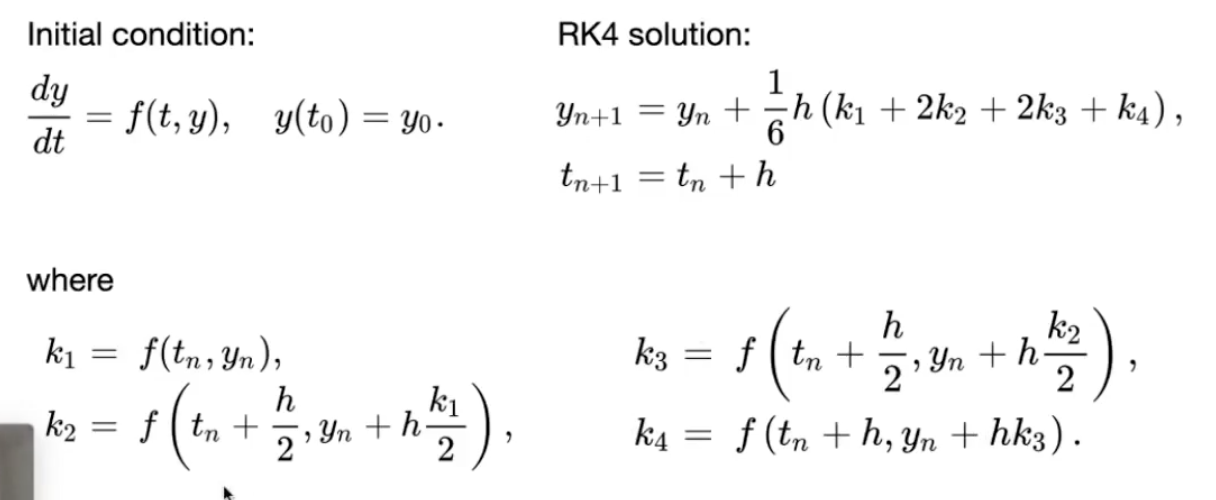 Initial condition:
RK4 solution:
dy/dt = f(t, y),   y(t₀) = y₀.
yₙ₊₁ = yₙ + 1/6 h (k₁ + 2k₂ + 2k₃ + k₄),
tₙ₊₁ = tₙ + h
where
k₁ = f(tₙ, yₙ),
k₂ = f(tₙ + h/2, yₙ + h k₁/2),
k₃ = f(tₙ + h/2, yₙ + h k₂/2),
k₄ = f(tₙ + h, yₙ + hk₃).